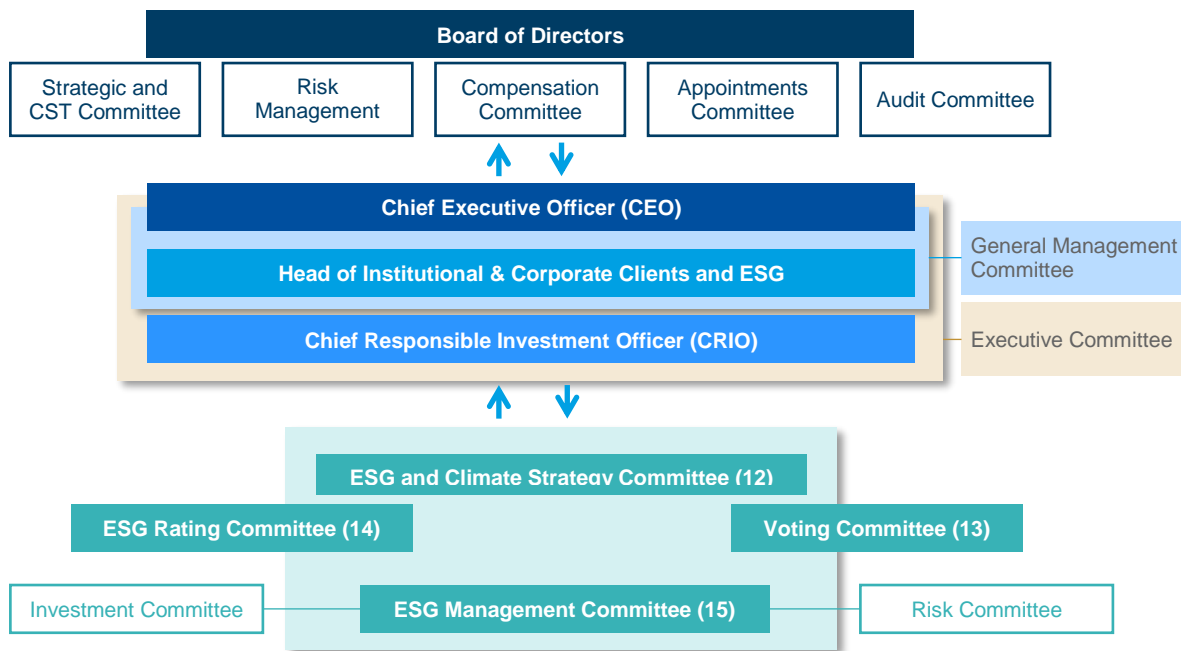 Board of Directors
Strategic and
CST Committee
Risk
Management
Compensation
Committee
Appointments
Committee
Audit Committee
Chief Executive Officer (CEO)
Head of Institutional & Corporate Clients and ESG
General Management
Committee
Chief Responsible Investment Officer (CRIO)
Executive Committee
ESG and Climate Strategy Committee (12)
ESG Rating Committee (14)
Voting Committee (13)
Investment Committee
ESG Management Committee (15)
Risk Committee